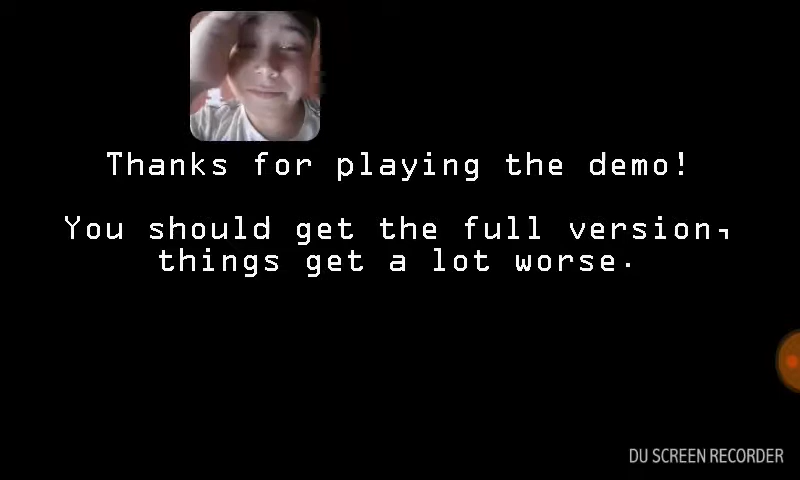 Thanks for playing the demo!
You should get the full version,
things get a lot worse.
DU SCREEN RECORDER